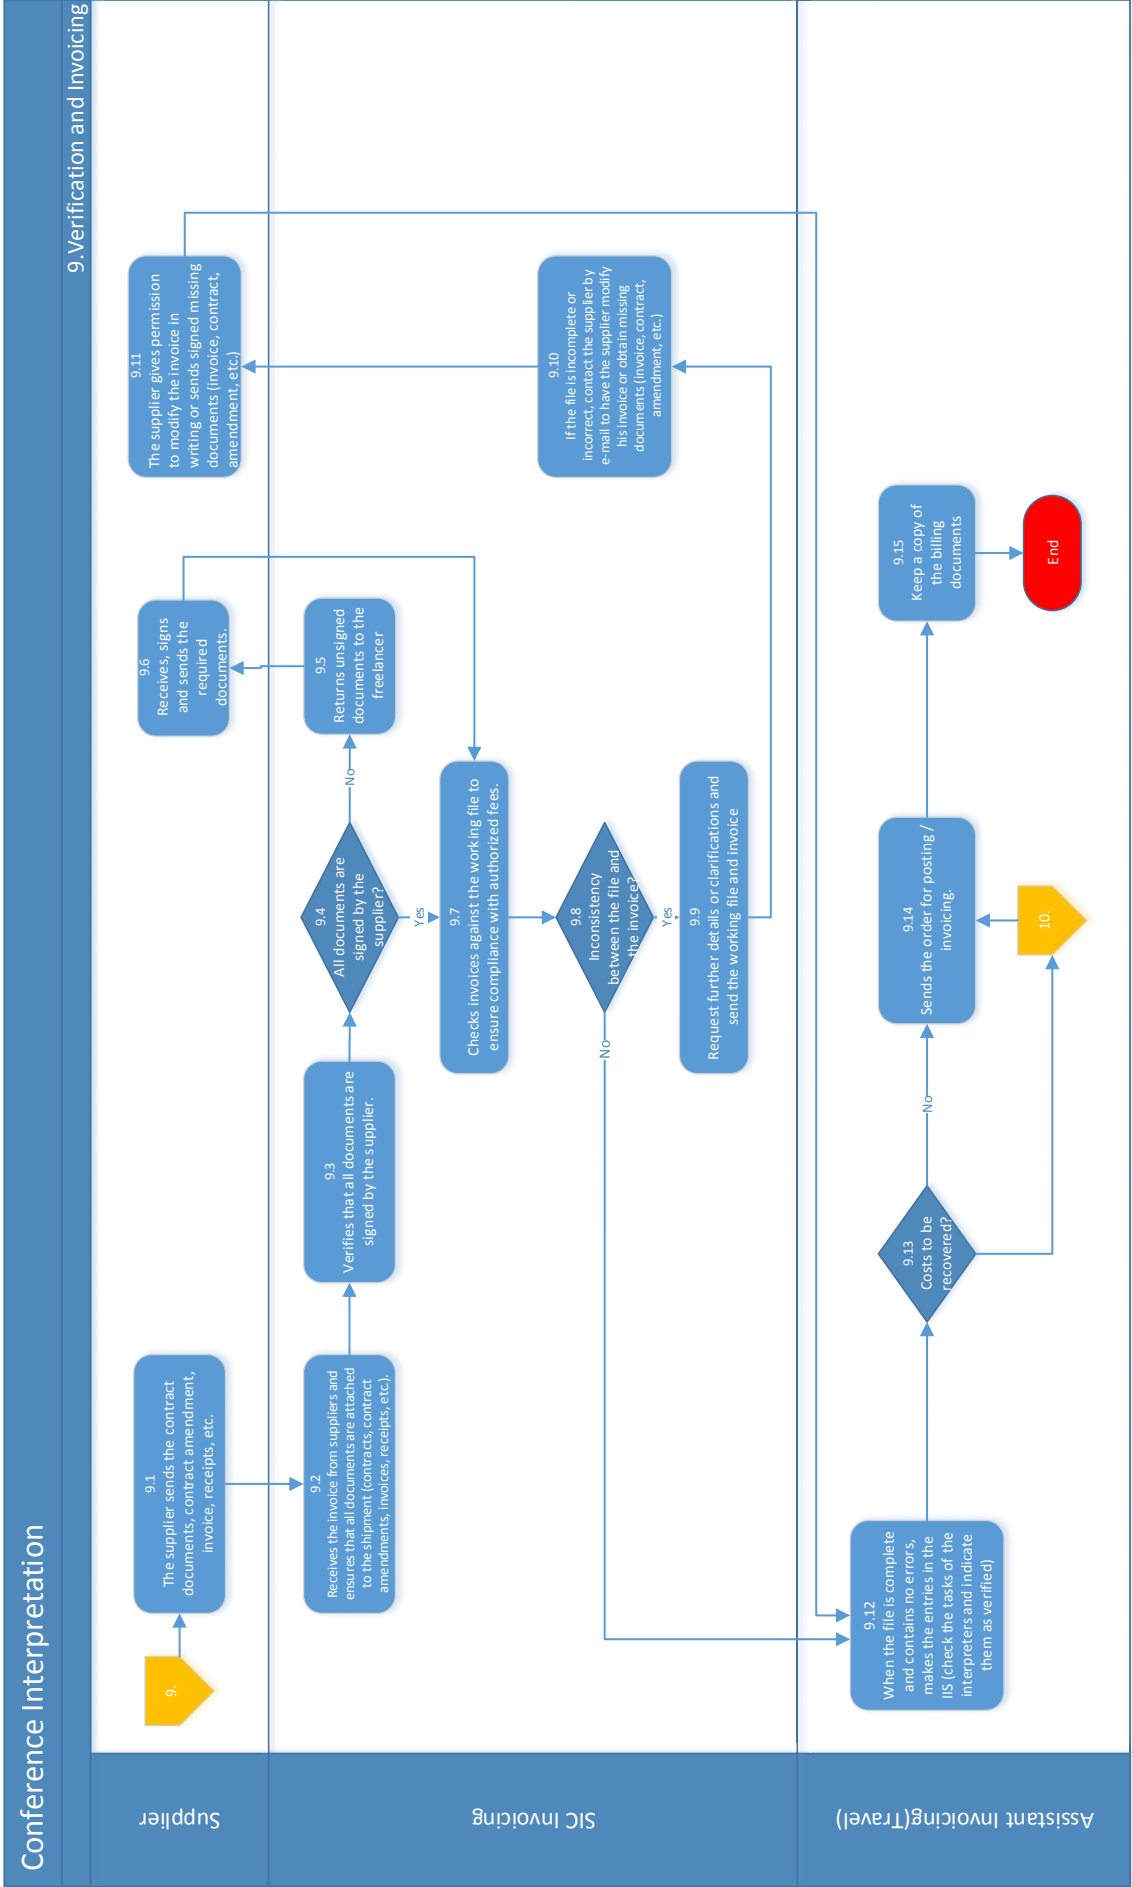 Conference Interpretation
9.Verification and Invoicing
Supplier
9.
9.1
The supplier sends the contract
documents, contract amendment,
invoice, receipts, etc.
9.6
Receives, signs
and sends the
required
documents.
9.11
The supplier gives permission
to modify the invoice in
writing or sends signed missing
documents (invoice, contract,
amendment, etc.)
SIC Invoicing
9.2
Receives the invoice from suppliers and
ensures that all documents are attached
to the shipment (contracts, contract
amendments, invoices, receipts, etc.).
9.3
Verifies that all documents are
signed by the supplier.
9.4
All documents are
signed by the
supplier?
No
Yes
9.5
Returns unsigned
documents to the
freelancer
9.7
Checks invoices against the working file to
ensure compliance with authorized fees.
9.8
Inconsistency
between the file and
the invoice?
No
Yes
9.9
Request further details or clarifications and
send the working file and invoice
9.10
If the file is incomplete or
incorrect, contact the supplier by
e-mail to have the supplier modify
his invoice or obtain missing
documents (invoice, contract,
amendment, etc.)
Assistant Invoicing(Travel)
9.12
When the file is complete
and contains no errors,
makes the entries in the
IIS (check the tasks of the
interpreters and indicate
them as verified)
9.13
Costs to be
recovered?
No
9.14
Sends the order for posting /
invoicing.
10.
9.15
Keep a copy of
the billing
documents
End